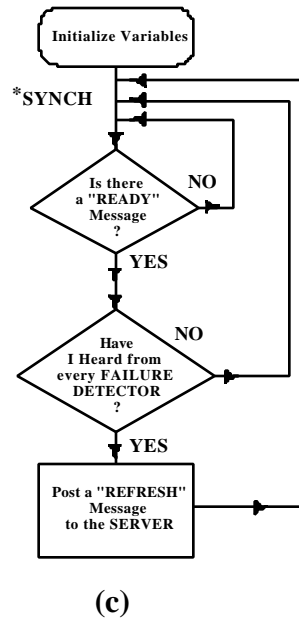 Initialize Variables
*SYNCH
Is there
a "READY"
Message
?
NO
YES
Have
I Heard from
every FAILURE
DETECTOR
?
NO
YES
Post a "REFRESH"
Message
to the SERVER
(c)